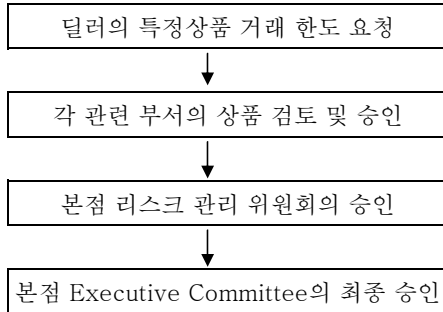 딜러의 특정상품 거래 한도 요청
각 관련 부서의 상품 검토 및 승인
본점 리스크 관리 위원회의 승인
본점 Executive Committee의 최종 승인